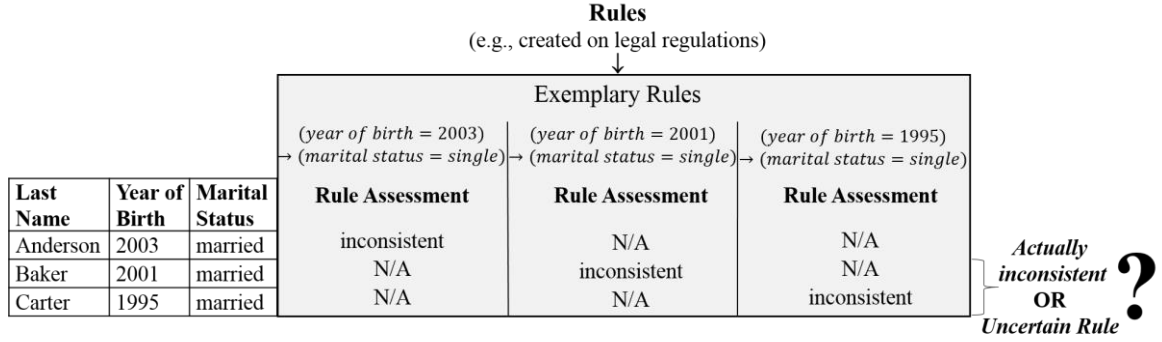 Rules
(e.g., created on legal regulations)
Exemplary Rules
(year of birth = 2003) (year of birth = 2001) (year of birth = 1995)
→ (marital status = single) → (marital status = single) → (marital status = single)
Last Year of Marital Rule Assessment Rule Assessment Rule Assessment
Name Birth Status
Anderson 2003 married inconsistent N/A N/A
Baker 2001 married N/A inconsistent N/A
Carter 1995 married N/A N/A inconsistent
Actually
inconsistent
OR
Uncertain Rule
?